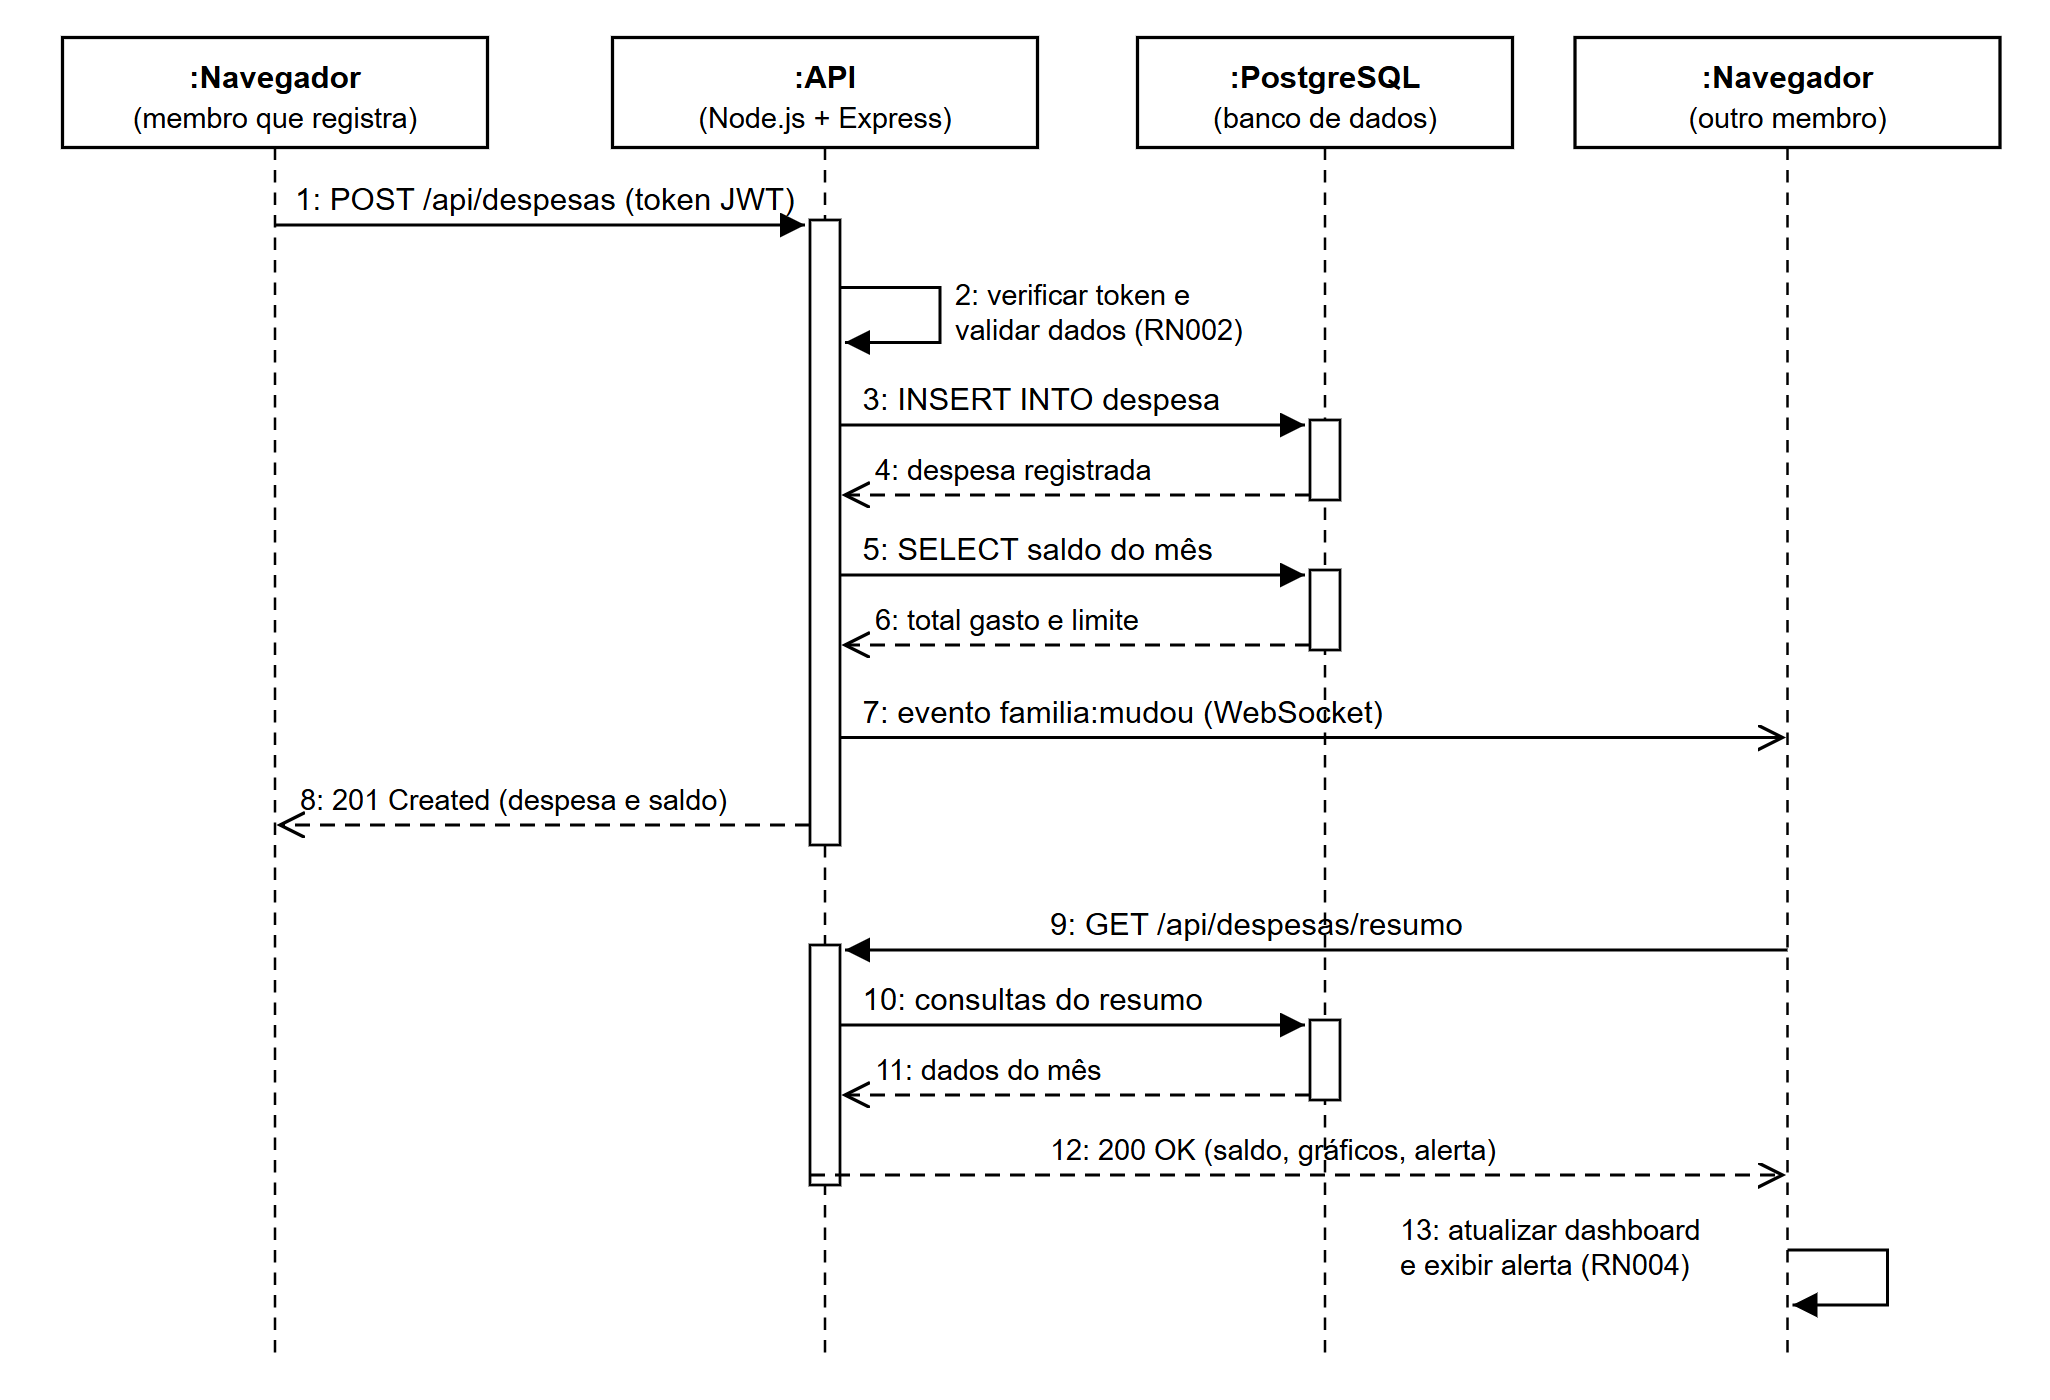 :Navegador
(membro que registra)
:API
(Node.js + Express)
:PostgreSQL
(banco de dados)
:Navegador
(outro membro)
1: POST /api/despesas (token JWT)
2: verificar token e
validar dados (RN002)
3: INSERT INTO despesa
4: despesa registrada
5: SELECT saldo do mês
6: total gasto e limite
7: evento familia:mudou (WebSocket)
8: 201 Created (despesa e saldo)
9: GET /api/despesas/resumo
10: consultas do resumo
11: dados do mês
12: 200 OK (saldo, gráficos, alerta)
13: atualizar dashboard
e exibir alerta (RN004)